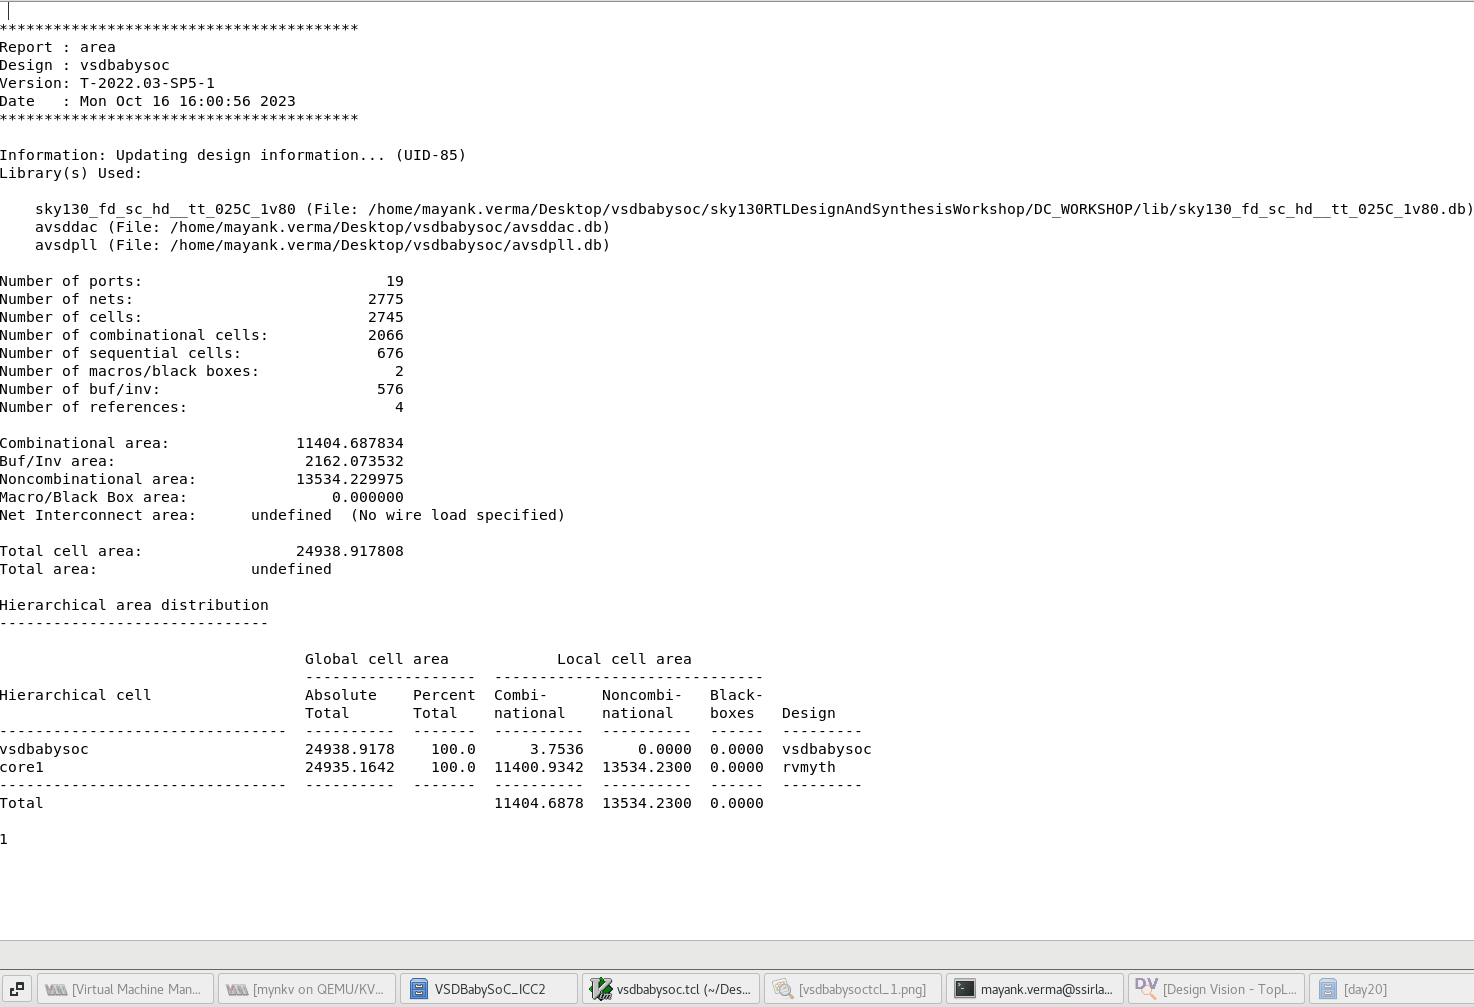 ****************************************
Report : area
Design : vsdbabysoc
Version: T-2022.03-SP5-1
Date   : Mon Oct 16 16:00:56 2023
****************************************
Information: Updating design information... (UID-85)
Library(s) Used:
    sky130_fd_sc_hd__tt_025C_1v80 (File: /home/mayank.verma/Desktop/vsdbabysoc/sky130RTLDesignAndSynthesisWorkshop/DC_WORKSHOP/lib/sky130_fd_sc_hd__tt_025C_1v80.db)
    avsddac (File: /home/mayank.verma/Desktop/vsdbabysoc/avsddac.db)
    avsdpll (File: /home/mayank.verma/Desktop/vsdbabysoc/avsdpll.db)
Number of ports:                           19
Number of nets:                          2775
Number of cells:                         2745
Number of combinational cells:           2066
Number of sequential cells:               676
Number of macros/black boxes:               2
Number of buf/inv:                        576
Number of references:                       4
Combinational area:              11404.687834
Buf/Inv area:                     2162.073532
Noncombinational area:           13534.229975
Macro/Black Box area:                0.000000
Net Interconnect area:      undefined  (No wire load specified)
Total cell area:                 24938.917808
Total area:                 undefined
Hierarchical area distribution
------------------------------
                                  Global cell area            Local cell area
                                  -------------------  ------------------------------
Hierarchical cell                 Absolute    Percent  Combi-      Noncombi-   Black-
                                  Total       Total    national    national    boxes   Design
--------------------------------  ----------  -------  ----------  ----------  ------  ---------
vsdbabysoc                        24938.9178    100.0      3.7536      0.0000  0.0000  vsdbabysoc
core1                             24935.1642    100.0  11400.9342  13534.2300  0.0000  rvmyth
--------------------------------  ----------  -------  ----------  ----------  ------  ---------
Total                                                  11404.6878  13534.2300  0.0000
1
[Virtual Machine Man... [mynkv on QEMU/KV... VSDBabySoC_ICC2 vsdbabysoc.tcl (~/Des... [vsdbabysoctcl_1.png] mayank.verma@ssirla... DV [Design Vision - TopL... [day20]